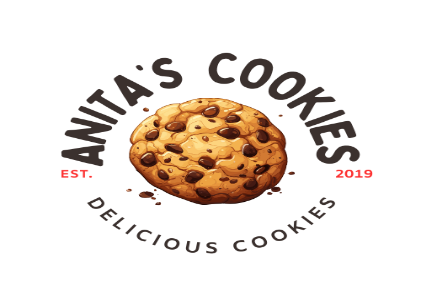 ANITA'S COOKIES
EST. 2019
DELICIOUS COOKIES